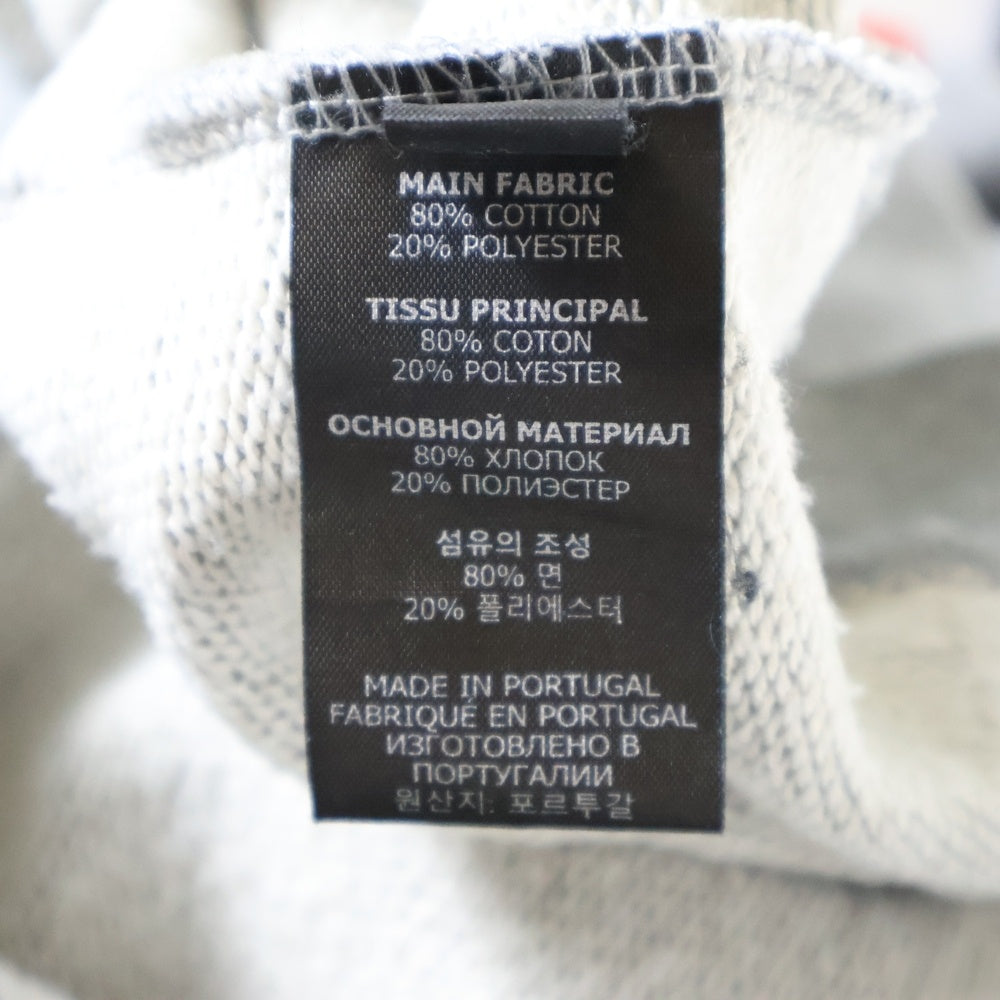 MAIN FABRIC
80% COTTON
20% POLYESTER
TISSU PRINCIPAL
80% COTON
20% POLYESTER
ОСНОВНОЙ МАТЕРИАЛ
80% ХЛОПОК
20% ПОЛИЭСТЕР
섬유의 조성
80% 면
20% 폴리에스터
MADE IN PORTUGAL
FABRIQUÉ EN PORTUGAL
ИЗГОТОВЛЕНО В
ПОРТУГАЛИИ
원산지. 포르투갈